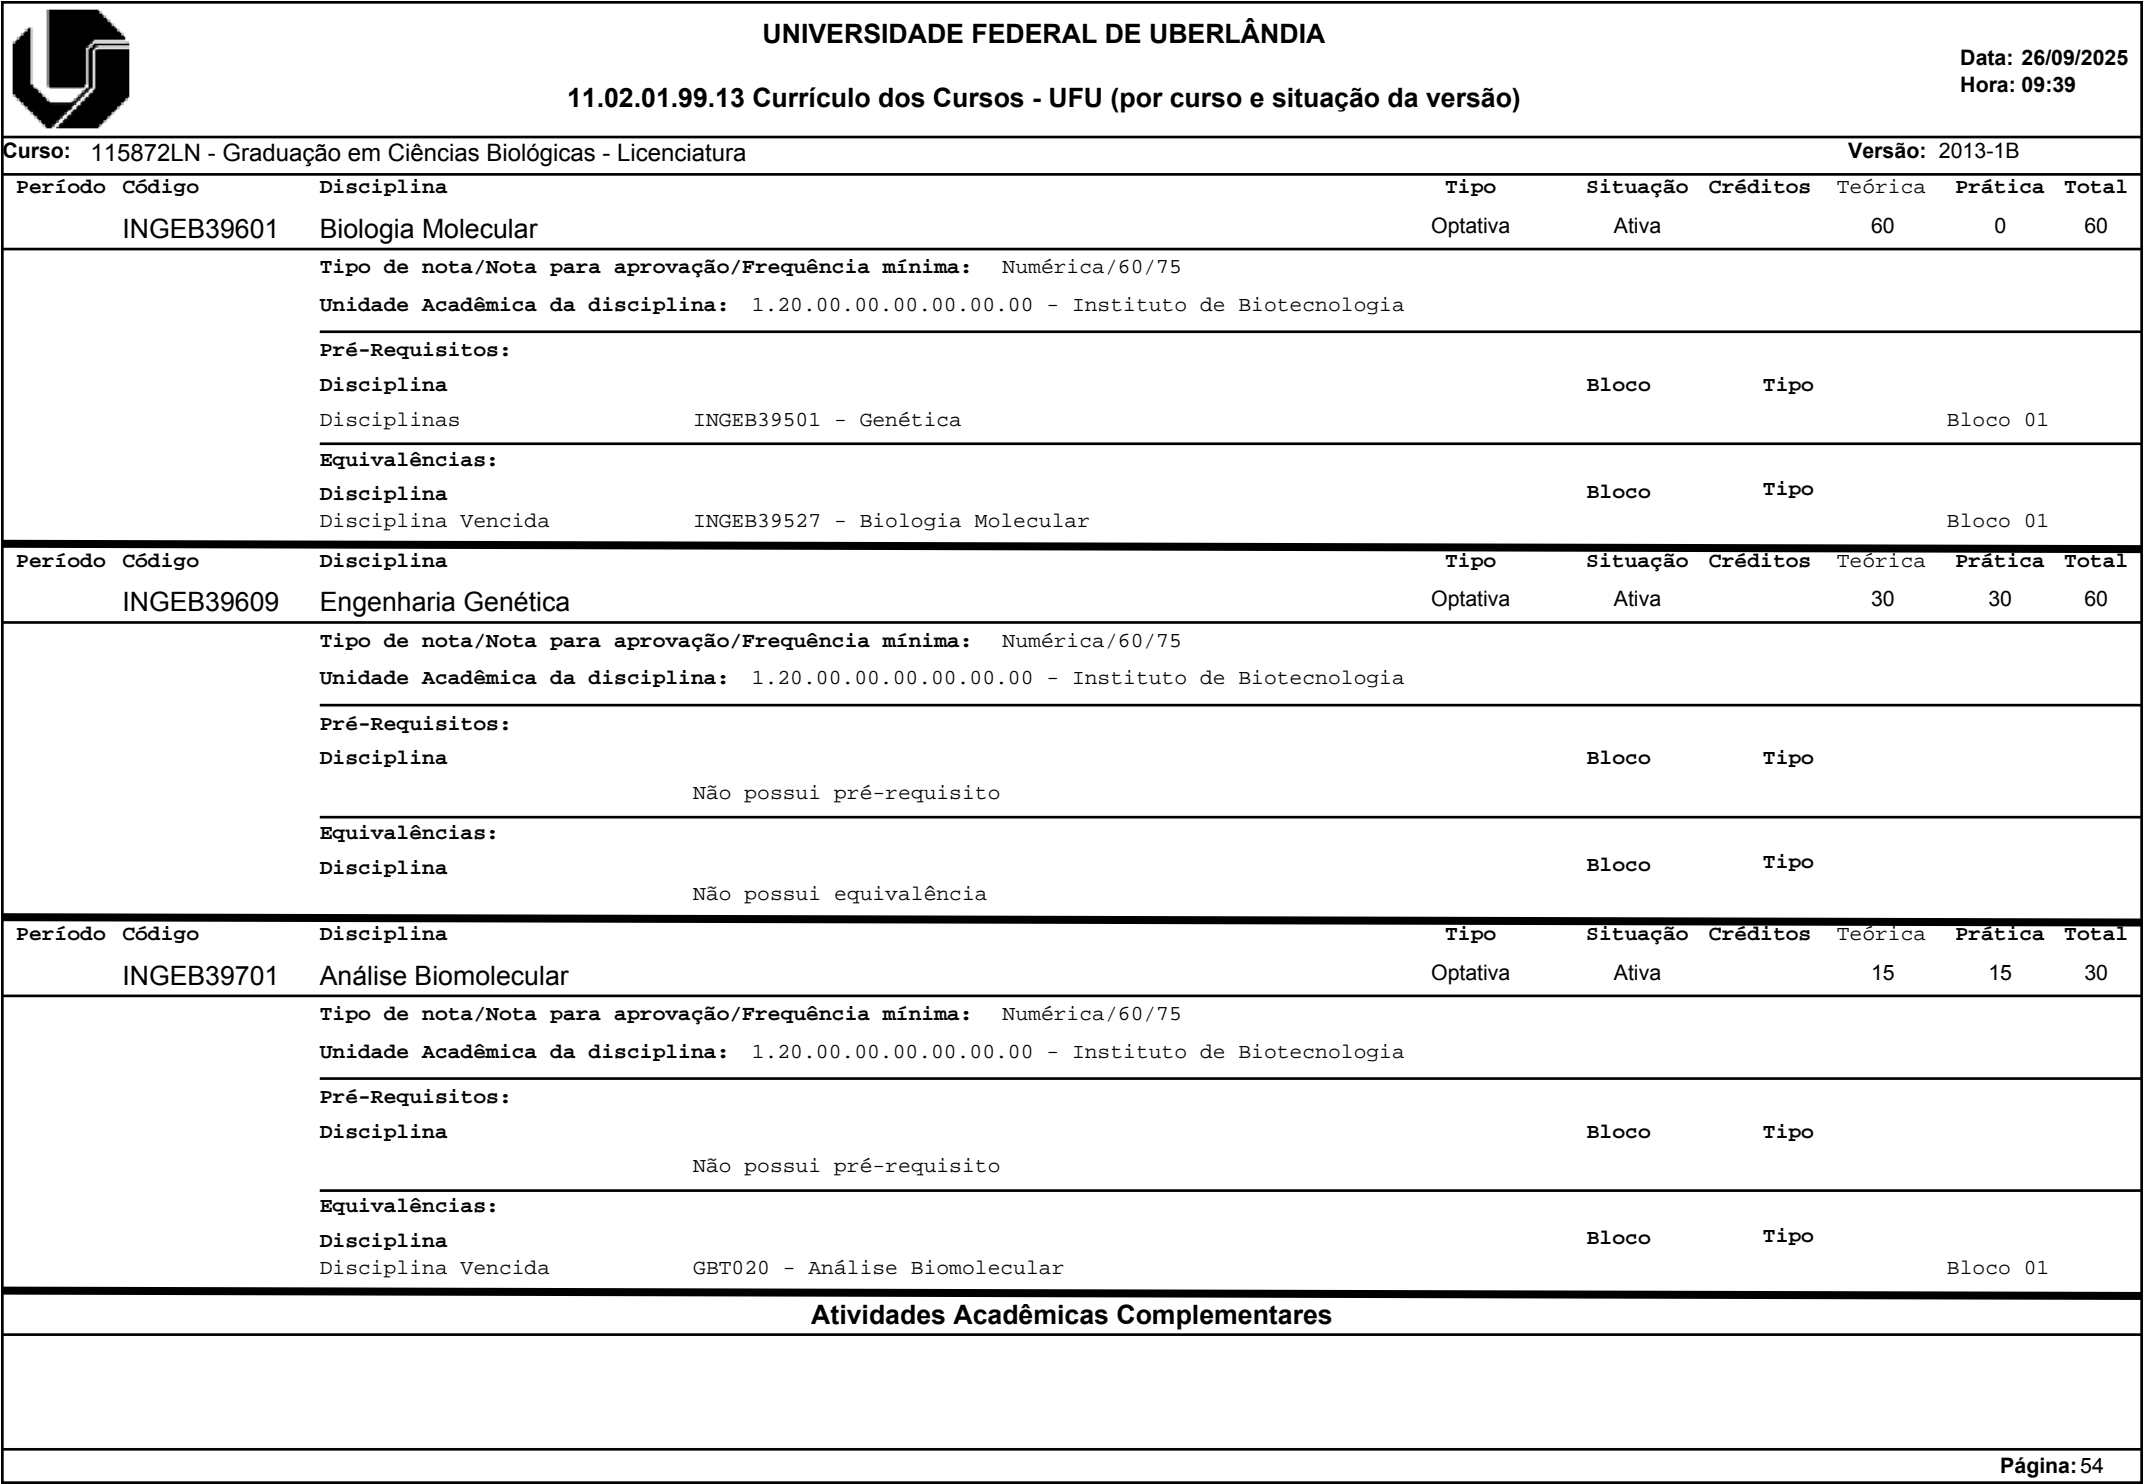 UNIVERSIDADE FEDERAL DE UBERLÂNDIA
Data: 26/09/2025
Hora: 09:39
11.02.01.99.13 Currículo dos Cursos - UFU (por curso e situação da versão)
Curso: 115872LN - Graduação em Ciências Biológicas - Licenciatura Versão: 2013-1B
Período Código Disciplina Tipo Situação Créditos Teórica Prática Total
INGEB39601 Biologia Molecular Optativa Ativa 60 0 60
Tipo de nota/Nota para aprovação/Frequência mínima: Numérica/60/75
Unidade Acadêmica da disciplina: 1.20.00.00.00.00.00.00 - Instituto de Biotecnologia
Pré-Requisitos:
Disciplina Bloco Tipo
Disciplinas INGEB39501 - Genética Bloco 01
Equivalências:
Disciplina Bloco Tipo
Disciplina Vencida INGEB39527 - Biologia Molecular Bloco 01
Período Código Disciplina Tipo Situação Créditos Teórica Prática Total
INGEB39609 Engenharia Genética Optativa Ativa 30 30 60
Tipo de nota/Nota para aprovação/Frequência mínima: Numérica/60/75
Unidade Acadêmica da disciplina: 1.20.00.00.00.00.00.00 - Instituto de Biotecnologia
Pré-Requisitos:
Disciplina Bloco Tipo
Não possui pré-requisito
Equivalências:
Disciplina Bloco Tipo
Não possui equivalência
Período Código Disciplina Tipo Situação Créditos Teórica Prática Total
INGEB39701 Análise Biomolecular Optativa Ativa 15 15 30
Tipo de nota/Nota para aprovação/Frequência mínima: Numérica/60/75
Unidade Acadêmica da disciplina: 1.20.00.00.00.00.00.00 - Instituto de Biotecnologia
Pré-Requisitos:
Disciplina Bloco Tipo
Não possui pré-requisito
Equivalências:
Disciplina Bloco Tipo
Disciplina Vencida GBT020 - Análise Biomolecular Bloco 01
Atividades Acadêmicas Complementares
Página: 54